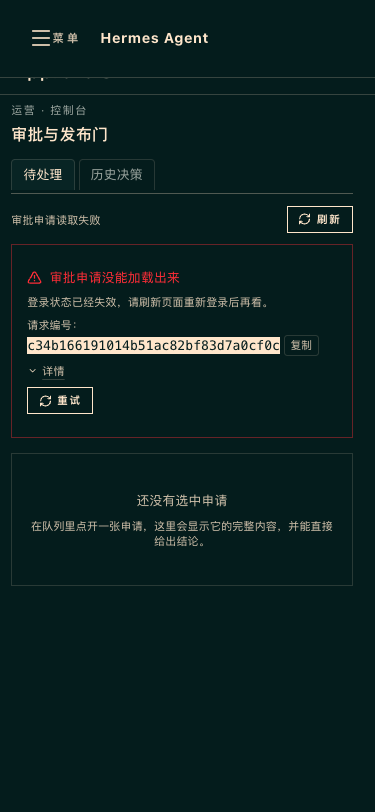 菜单
Hermes Agent
运营 · 控制台
审批与发布门
待处理
历史决策
审批申请读取失败
刷新
审批申请没能加载出来
登录状态已经失效，请刷新页面重新登录后再看。
请求编号：
c34b166191014b51ac82bf83d7a0cf0c
复制
详情
重试
还没有选中申请
在队列里点开一张申请，这里会显示它的完整内容，并能直接
给出结论。